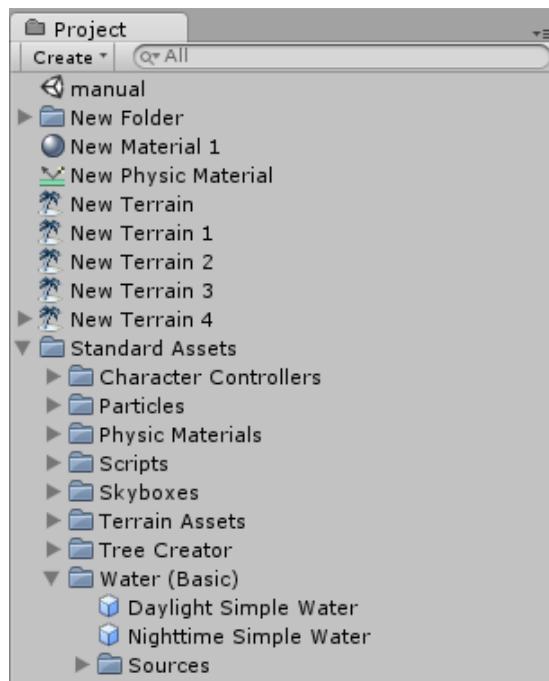 Project
Create All
manual
New Folder
New Material 1
New Physic Material
New Terrain
New Terrain 1
New Terrain 2
New Terrain 3
New Terrain 4
Standard Assets
Character Controllers
Particles
Physic Materials
Scripts
Skyboxes
Terrain Assets
Tree Creator
Water (Basic)
Daylight Simple Water
Nighttime Simple Water
Sources